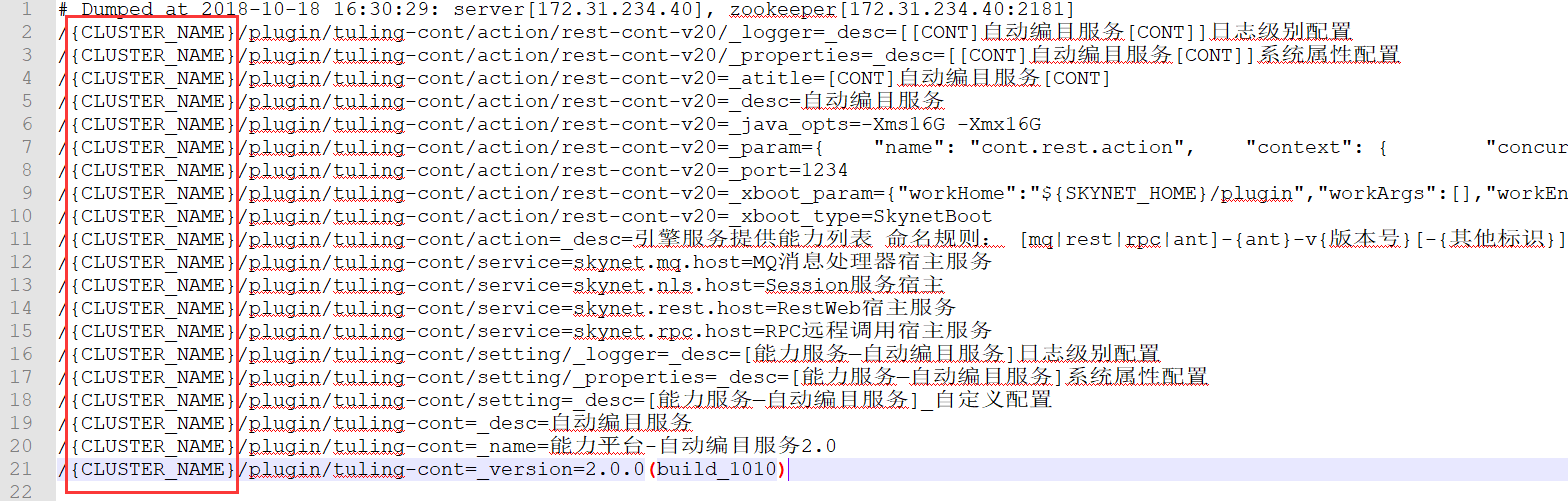 1 # Dumped at 2018-10-18 16:30:29: server[172.31.234.40], zookeeper[172.31.234.40:2181]
2 /{CLUSTER_NAME}/plugin/tuling-cont/action/rest-cont-v20/_logger=_desc=[[CONT]自动编目服务[CONT]]日志级别配置
3 /{CLUSTER_NAME}/plugin/tuling-cont/action/rest-cont-v20/_properties=_desc=[[CONT]自动编目服务[CONT]]系统属性配置
4 /{CLUSTER_NAME}/plugin/tuling-cont/action/rest-cont-v20=_atitle=[CONT]自动编目服务[CONT]
5 /{CLUSTER_NAME}/plugin/tuling-cont/action/rest-cont-v20=_desc=自动编目服务
6 /{CLUSTER_NAME}/plugin/tuling-cont/action/rest-cont-v20=_java_opts=-Xms16G -Xmx16G
7 /{CLUSTER_NAME}/plugin/tuling-cont/action/rest-cont-v20=_param={    "name": "cont.rest.action",    "context": {        "concur
8 /{CLUSTER_NAME}/plugin/tuling-cont/action/rest-cont-v20=_port=1234
9 /{CLUSTER_NAME}/plugin/tuling-cont/action/rest-cont-v20=_xboot_param={"workHome":"${SKYNET_HOME}/plugin","workArgs":[],"workEn
10 /{CLUSTER_NAME}/plugin/tuling-cont/action/rest-cont-v20=_xboot_type=SkynetBoot
11 /{CLUSTER_NAME}/plugin/tuling-cont/action=_desc=引擎服务提供能力列表 命名规则： [mq|rest|rpc|ant]-{ant}-v{版本号}[-{其他标识}]
12 /{CLUSTER_NAME}/plugin/tuling-cont/service=skynet.mq.host=MQ消息处理器宿主服务
13 /{CLUSTER_NAME}/plugin/tuling-cont/service=skynet.nls.host=Session服务宿主
14 /{CLUSTER_NAME}/plugin/tuling-cont/service=skynet.rest.host=RestWeb宿主服务
15 /{CLUSTER_NAME}/plugin/tuling-cont/service=skynet.rpc.host=RPC远程调用宿主服务
16 /{CLUSTER_NAME}/plugin/tuling-cont/setting/_logger=_desc=[能力服务—自动编目服务]日志级别配置
17 /{CLUSTER_NAME}/plugin/tuling-cont/setting/_properties=_desc=[能力服务—自动编目服务]系统属性配置
18 /{CLUSTER_NAME}/plugin/tuling-cont/setting=_desc=[能力服务—自动编目服务]_自定义配置
19 /{CLUSTER_NAME}/plugin/tuling-cont=_desc=自动编目服务
20 /{CLUSTER_NAME}/plugin/tuling-cont=_name=能力平台-自动编目服务2.0
21 /{CLUSTER_NAME}/plugin/tuling-cont=_version=2.0.0(build_1010)
22